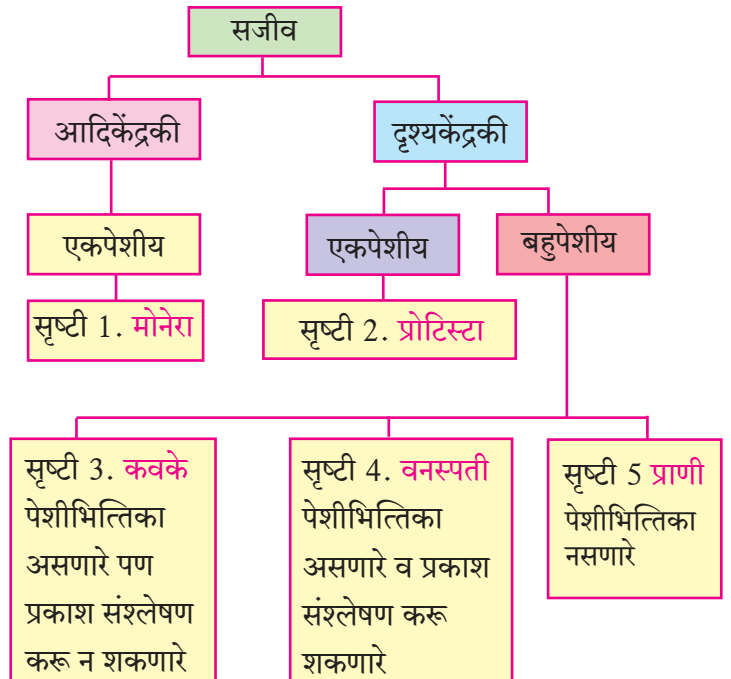 सजीव
आदिकेंद्रकी
दृश्यकेंद्रकी
एकपेशीय
एकपेशीय
बहुपेशीय
सृष्टी 1. मोनेरा
सृष्टी 2. प्रोटिस्टा
सृष्टी 3. कवके
पेशीभित्तिका
असणारे पण
प्रकाश संश्लेषण
करू न शकणारे
सृष्टी 4. वनस्पती
पेशीभित्तिका
असणारे व प्रकाश
संश्लेषण करू
शकणारे
सृष्टी 5 प्राणी
पेशीभित्तिका
नसणारे